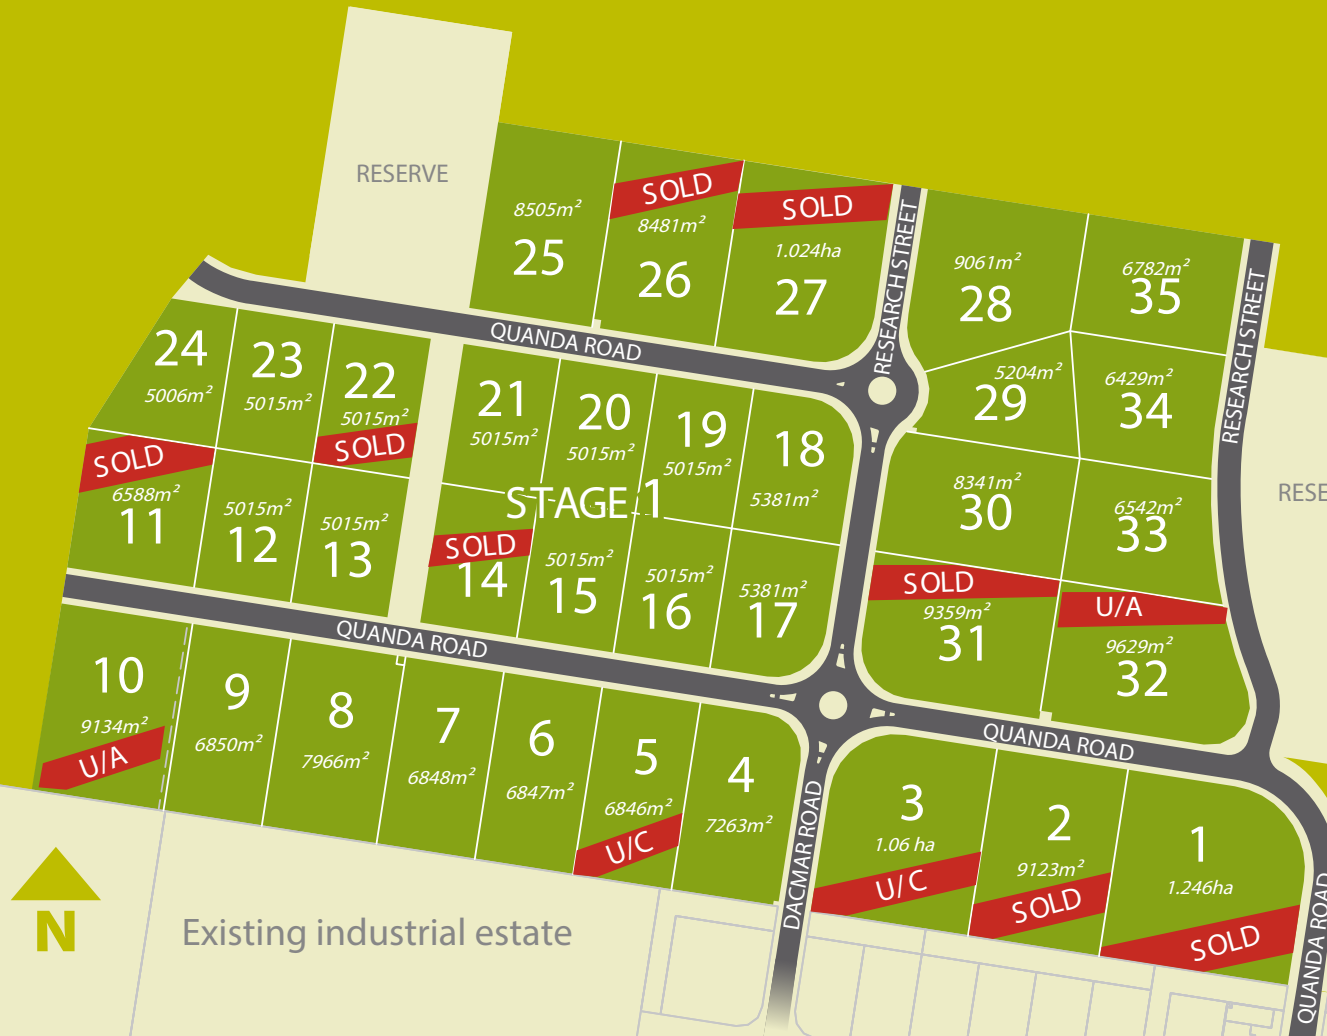 RESERVE
8505m²
25
SOLD
8481m²
26
SOLD
1.024ha
27
RESEARCH STREET
9061m²
28
6782m²
35
RESEARCH STREET
QUANDA ROAD
24
5006m²
23
5015m²
22
5015m²
SOLD
21
5015m²
20
5015m²
19
5015m²
18
5381m²
5204m²
29
6429m²
34
SOLD
6588m²
11
5015m²
12
5015m²
13
STAGE 1
SOLD
14
5015m²
15
5015m²
16
5381m²
17
8341m²
30
6542m²
33
RESE
SOLD
9359m²
31
U/A
9629m²
32
QUANDA ROAD
QUANDA ROAD
10
9134m²
U/A
9
6850m²
8
7966m²
7
6848m²
6
6847m²
5
6846m²
U/C
4
7263m²
DACMAR ROAD
3
1.06 ha
U/C
2
9123m²
SOLD
1
1.246ha
SOLD
QUANDA ROAD
N
Existing industrial estate